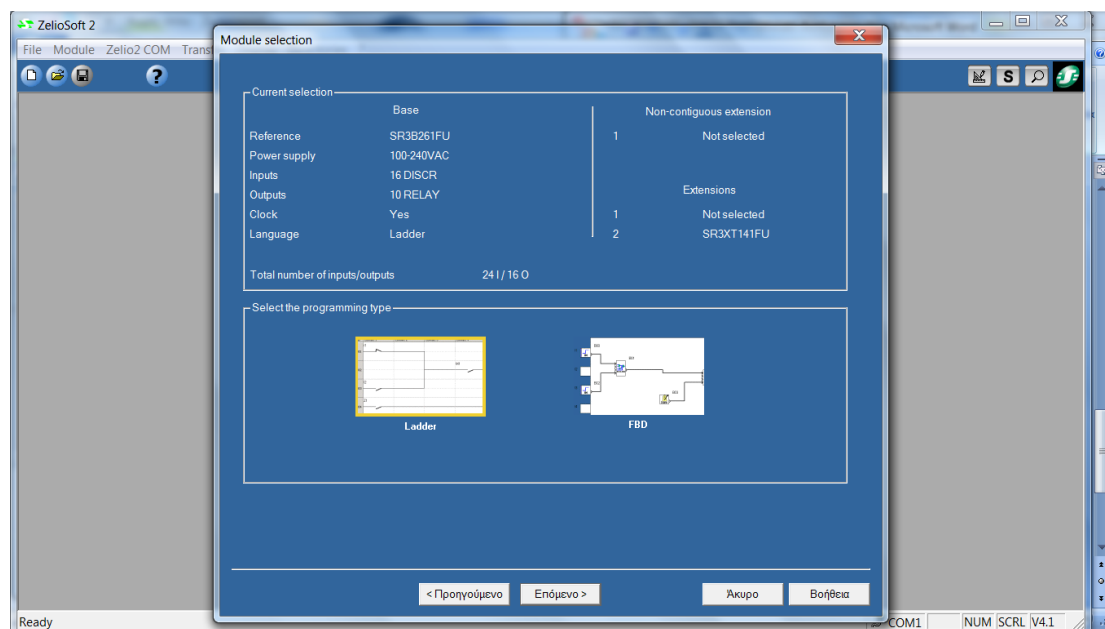 ZelioSoft 2
File Module Zelio2 COM
Module selection
Current selection
Base
Non-contiguous extension
Reference SR3B261FU
1 Not selected
Power supply 100-240VAC
Inputs 16 DISCR
Outputs 10 RELAY
Extensions
Clock Yes
1 Not selected
Language Ladder
2 SR3XT141FU
Total number of inputs/outputs 24 I / 16 O
Select the programming type
Ladder
FBD
< Προηγούμενο
Επόμενο >
Άκυρο
Βοήθεια
Ready
COM1 NUM SCRL V4.1